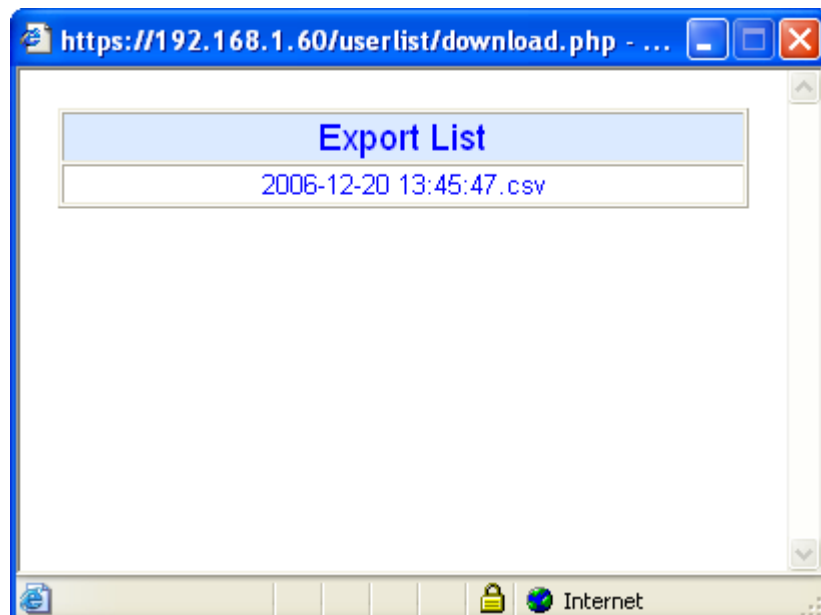 https://192.168.1.60/userlist/download.php - ...
Export List
2006-12-20 13:45:47.csv
Internet